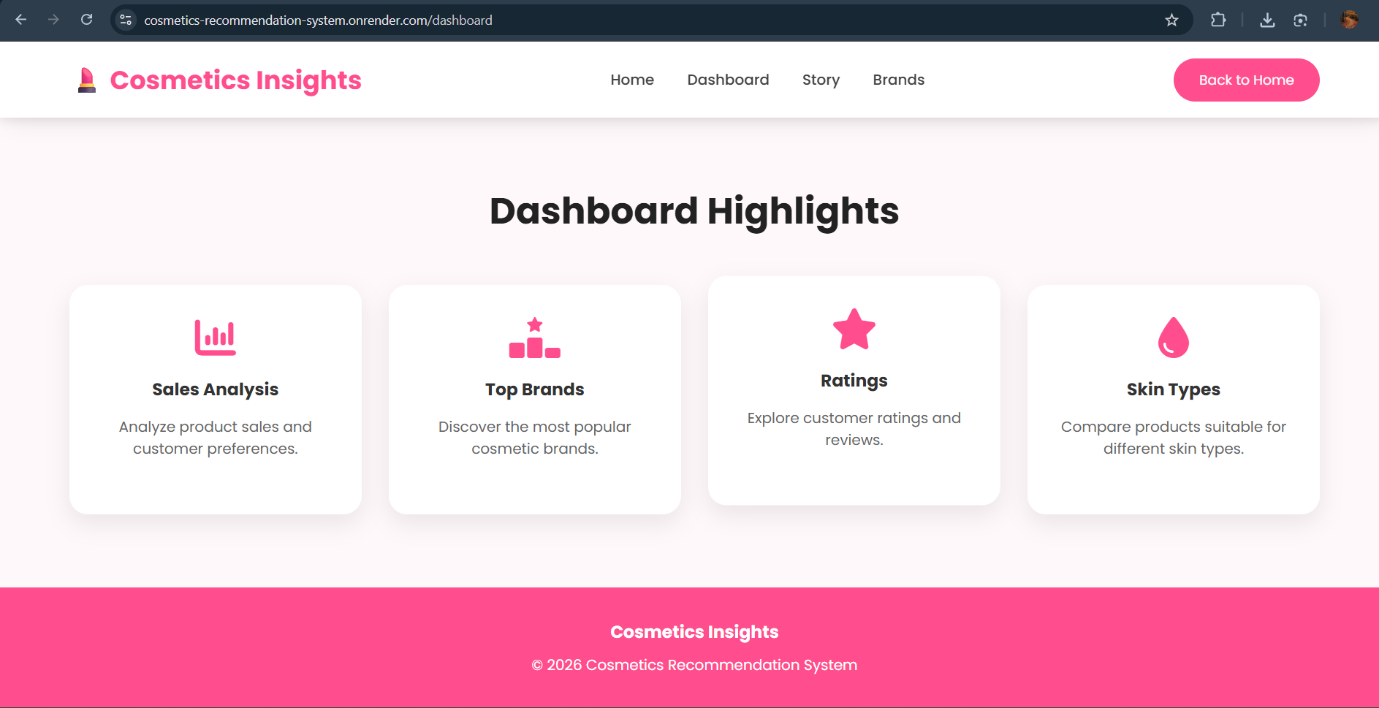 cosmetics-recommendation-system.onrender.com/dashboard
Cosmetics Insights
Home
Dashboard
Story
Brands
Back to Home
Dashboard Highlights
Sales Analysis
Analyze product sales and
customer preferences.
Top Brands
Discover the most popular
cosmetic brands.
Ratings
Explore customer ratings and
reviews.
Skin Types
Compare products suitable for
different skin types.
Cosmetics Insights
© 2026 Cosmetics Recommendation System